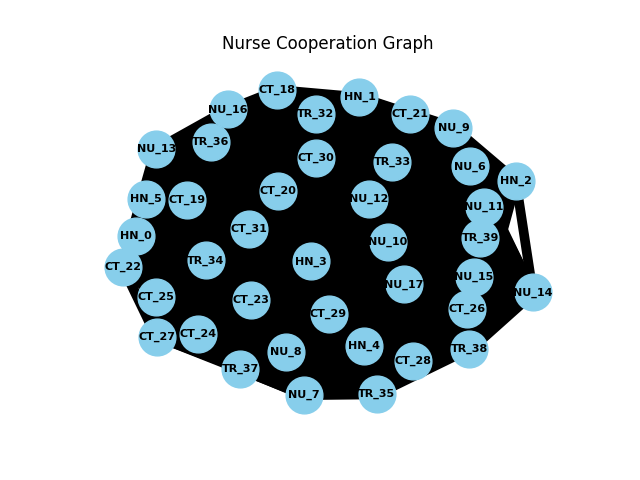 Nurse Cooperation Graph
CT_18
HN_1
NU_16
TR_32
CT_21
NU_9
TR_36
NU_13
CT_30
TR_33
NU_6
HN_2
CT_20
HN_5
CT_19
NU_12
NU_11
CT_31
HN_0
NU_10
TR_39
TR_34
HN_3
CT_22
NU_15
NU_17
NU_14
CT_25
CT_23
CT_26
CT_29
CT_24
CT_27
HN_4
TR_38
NU_8
CT_28
TR_37
NU_7
TR_35